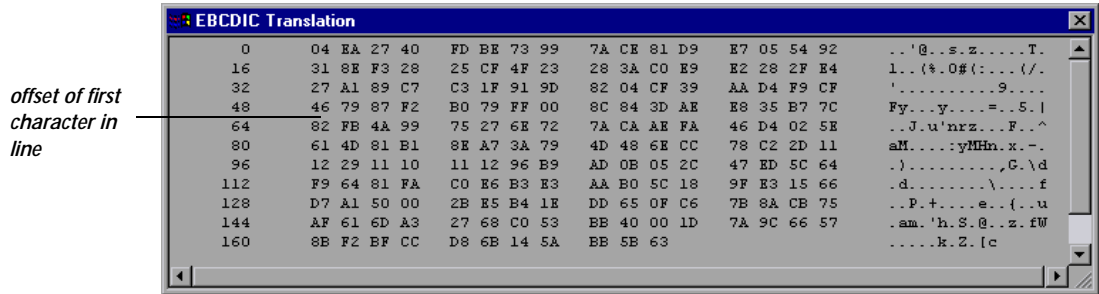 EBCDIC Translation
0 04 EA 27 40 FD BE 73 99 7A CE 81 D9 E7 05 54 92 ..'@..s.z.....T.
16 31 8E F3 28 25 CF 4F 23 28 3A C0 E9 E2 28 2F E4 1..(%.O#(:...(/.
32 27 A1 89 C7 C3 1F 91 9D 82 04 CF 39 AA D4 F9 CF '..........9....
48 46 79 87 F2 B0 79 FF 00 8C 84 3D AE E8 35 B7 7C Fy...y....=..5.|
64 82 FB 4A 99 75 27 6E 72 7A CA AE FA 46 D4 02 5E ..J.u'nrz...F..^
80 61 4D 81 B1 8E A7 3A 79 4D 48 6E CC 78 C2 2D 11 aM....:yMHn.x.-.
96 12 29 11 10 11 12 96 B9 AD 0B 05 2C 47 ED 5C 64 .).........,G.\d
112 F9 64 81 FA C0 E6 B3 E3 AA B0 5C 18 9F E3 15 66 .d........\....f
128 D7 A1 50 00 2B E5 B4 1E DD 65 0F C6 7B 8A CB 75 ..P.+....e..{..u
144 AF 61 6D A3 27 68 C0 53 BB 40 00 1D 7A 9C 66 57 .am.'h.S.@..z.fW
160 8B F2 BF CC D8 6B 14 5A BB 5B 63 .....k.Z.[c
offset of first
character in
line